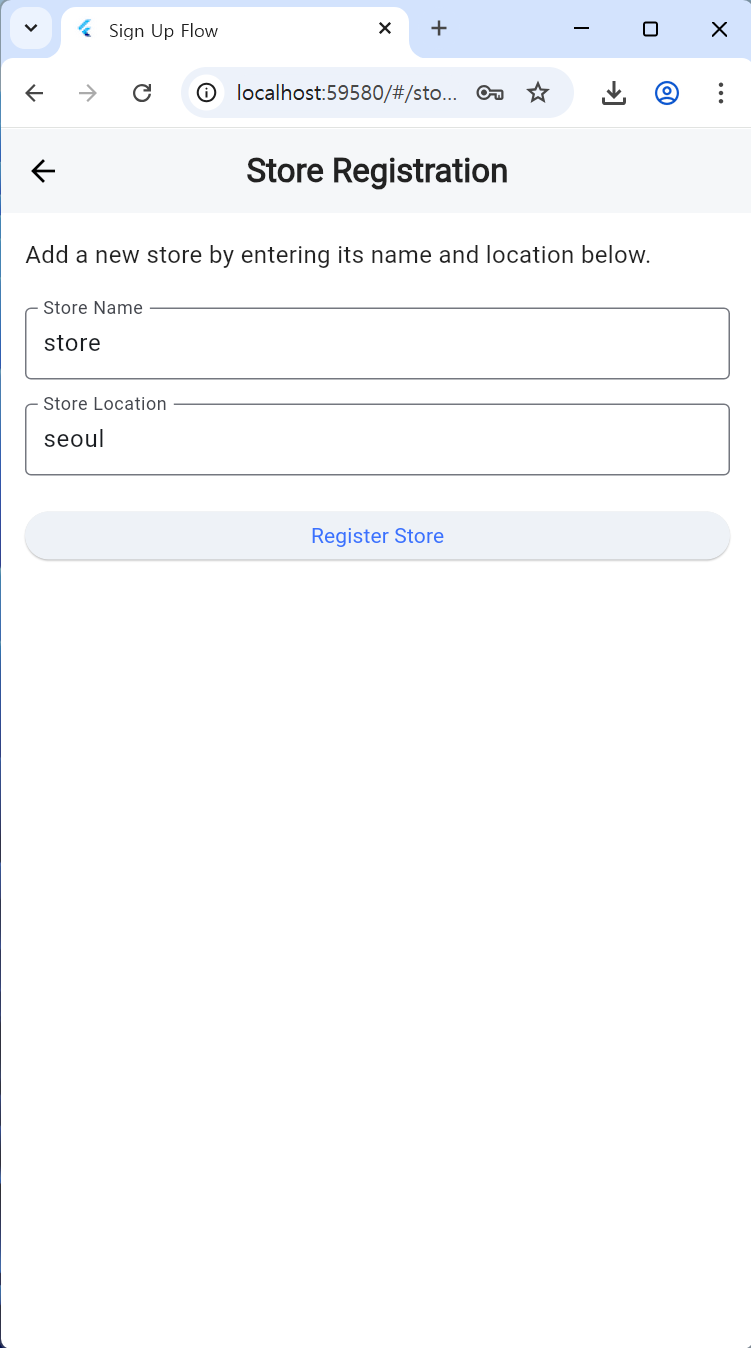 Sign Up Flow
localhost:59580/#/sto...
Store Registration
Add a new store by entering its name and location below.
Store Name
store
Store Location
seoul
Register Store